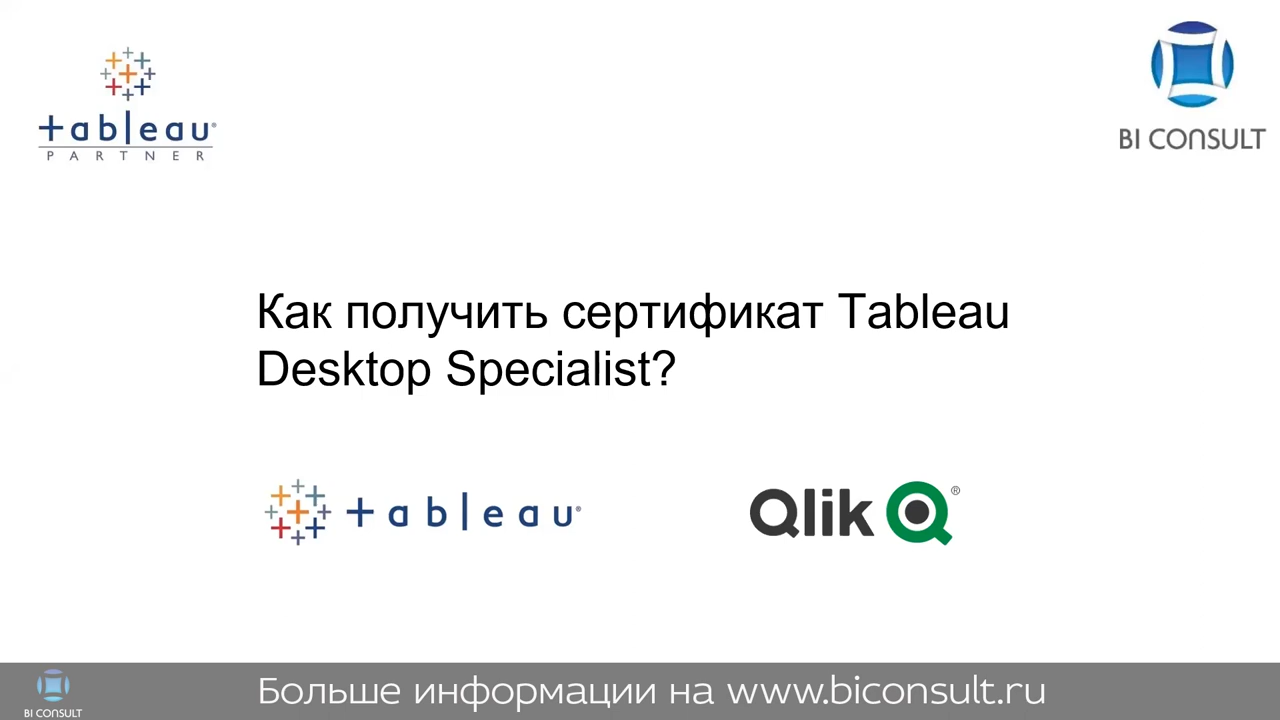 tableau®
PARTNER
BI CONSULT
Как получить сертификат Tableau
Desktop Specialist?
tableau®
Qlik ®
BI CONSULT
Больше информации на www.biconsult.ru